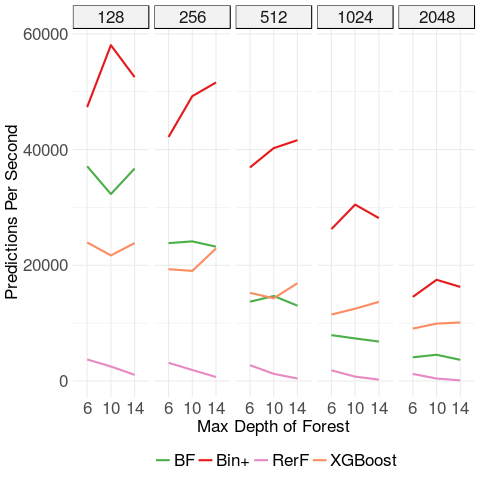 128 256 512 1024 2048
Predictions Per Second
60000
40000
20000
0
6 10 14 6 10 14 6 10 14 6 10 14 6 10 14
Max Depth of Forest
BF Bin+ RerF XGBoost